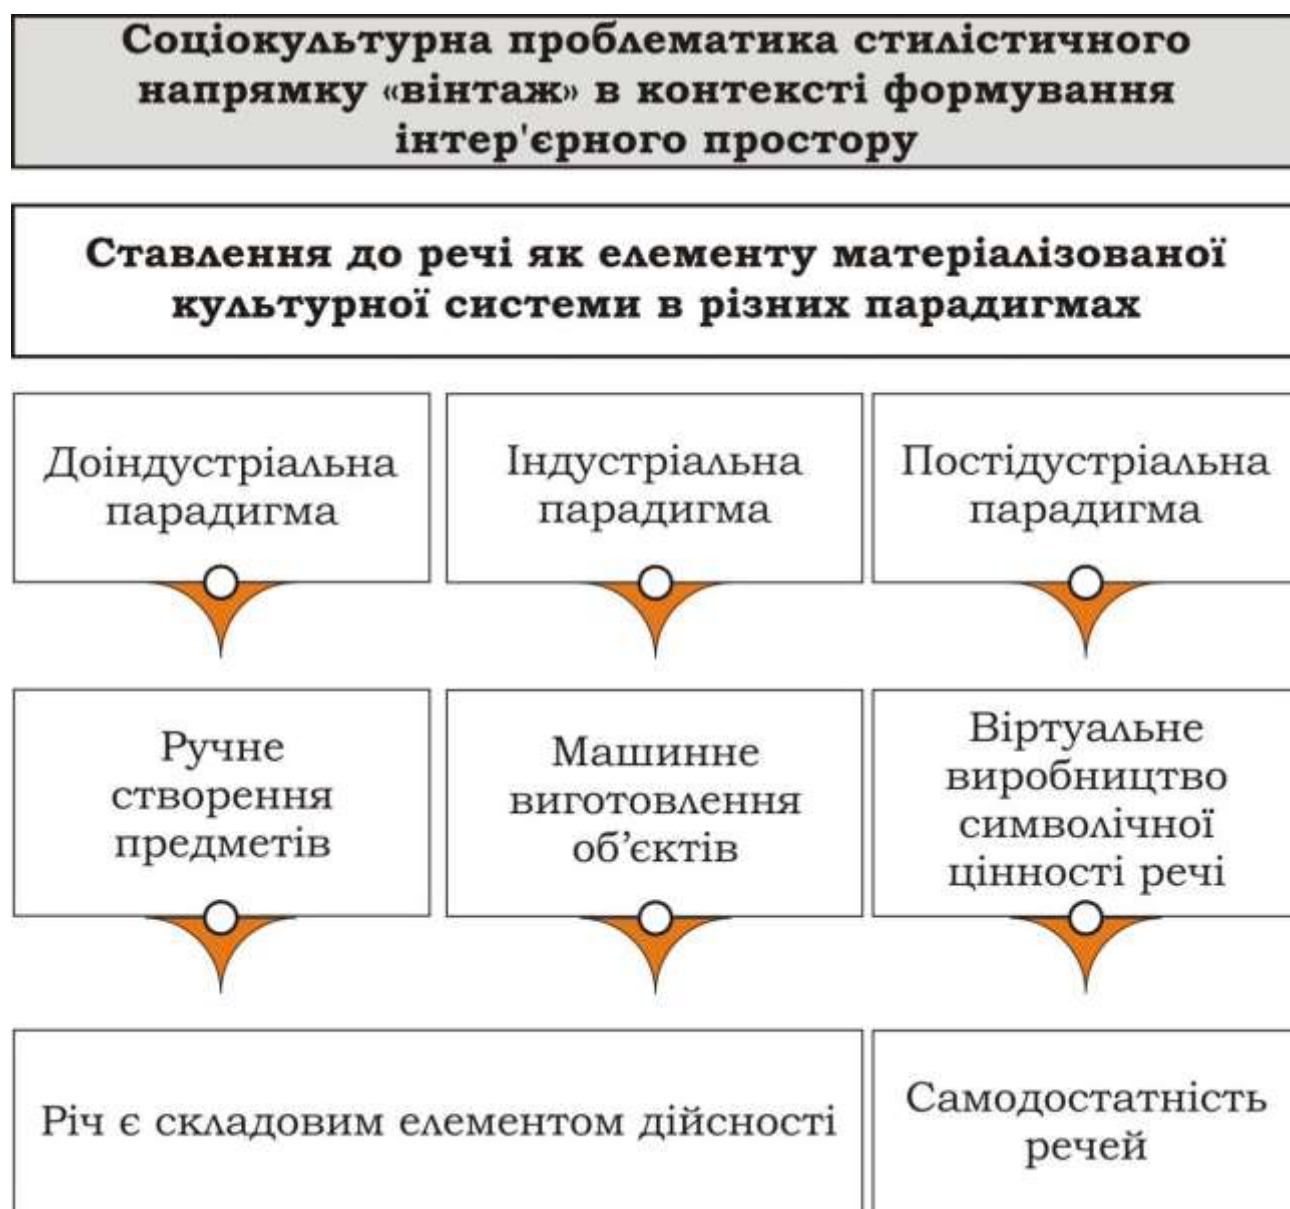 Соціокультурна проблематика стилістичного
напрямку «вінтаж» в контексті формування
інтер'єрного простору
Ставлення до речі як елементу матеріалізованої
культурної системи в різних парадигмах
Доіндустріальна
парадигма
Індустріальна
парадигма
Постідустріальна
парадигма
Ручне
створення
предметів
Машинне
виготовлення
об’єктів
Віртуальне
виробництво
символічної
цінності речі
Річ є складовим елементом дійсності
Самодостатність
речей